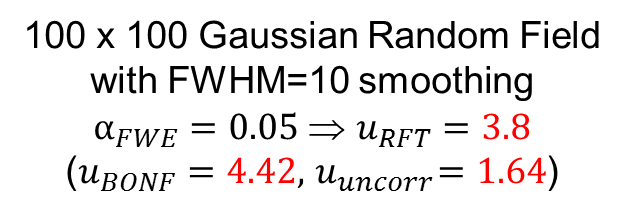 100 x 100 Gaussian Random Field
with FWHM=10 smoothing
α_FWE = 0.05 ⟹ u_RFT = 3.8
(u_BONF = 4.42, u_uncorr = 1.64)